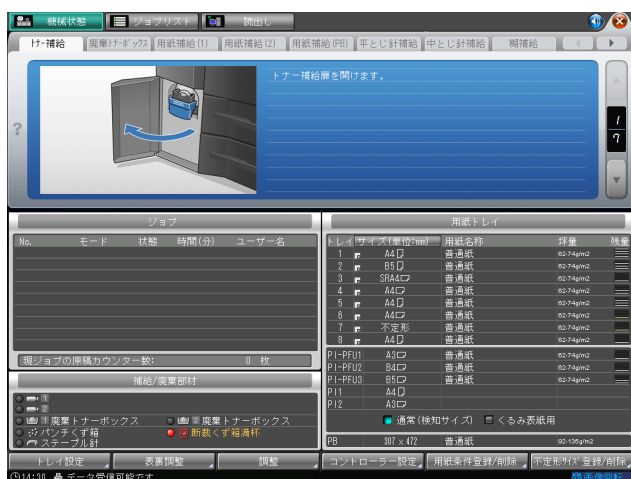 機械状態 ジョブリスト 読出し
ﾄﾅｰ補給 廃棄ﾄﾅｰﾎﾞｯｸｽ 用紙補給(1) 用紙補給(2) 用紙補給(PB) 平とじ針補給 中とじ針補給 糊補給
トナー補給扉を開けます。
?
1
7
ジョブ
No. モード 状態 時間(分) ユーザー名
現ジョブの原稿カウンター数: 0 枚
補給/廃棄部材
1
2
1 廃棄トナーボックス 2 廃棄トナーボックス
パンチくず箱 断裁くず箱満杯
ステープル針
用紙トレイ
トレイ サイズ(単位:mm) 用紙名称 坪量 残量
1 A4 普通紙 62-74g/m2
2 B5 普通紙 62-74g/m2
3 SRA4 普通紙 62-74g/m2
4 A4 普通紙 62-74g/m2
5 A4 普通紙 62-74g/m2
6 A4 普通紙 62-74g/m2
7 不定形 普通紙 62-74g/m2
8 A4 普通紙 62-74g/m2
PI-PFU1 A3 普通紙 62-74g/m2
PI-PFU2 B4 普通紙 62-74g/m2
PI-PFU3 B5 普通紙 62-74g/m2
PI1 A4
PI2 A3
通常(検知サイズ) くるみ表紙用
PB 307 x 472 普通紙 92-135g/m2
トレイ設定 表裏調整 調整 コントローラー設定 用紙条件登録/削除 不定形ｻｲｽﾞ登録/削除
14:30 データ受信可能です 画像回転